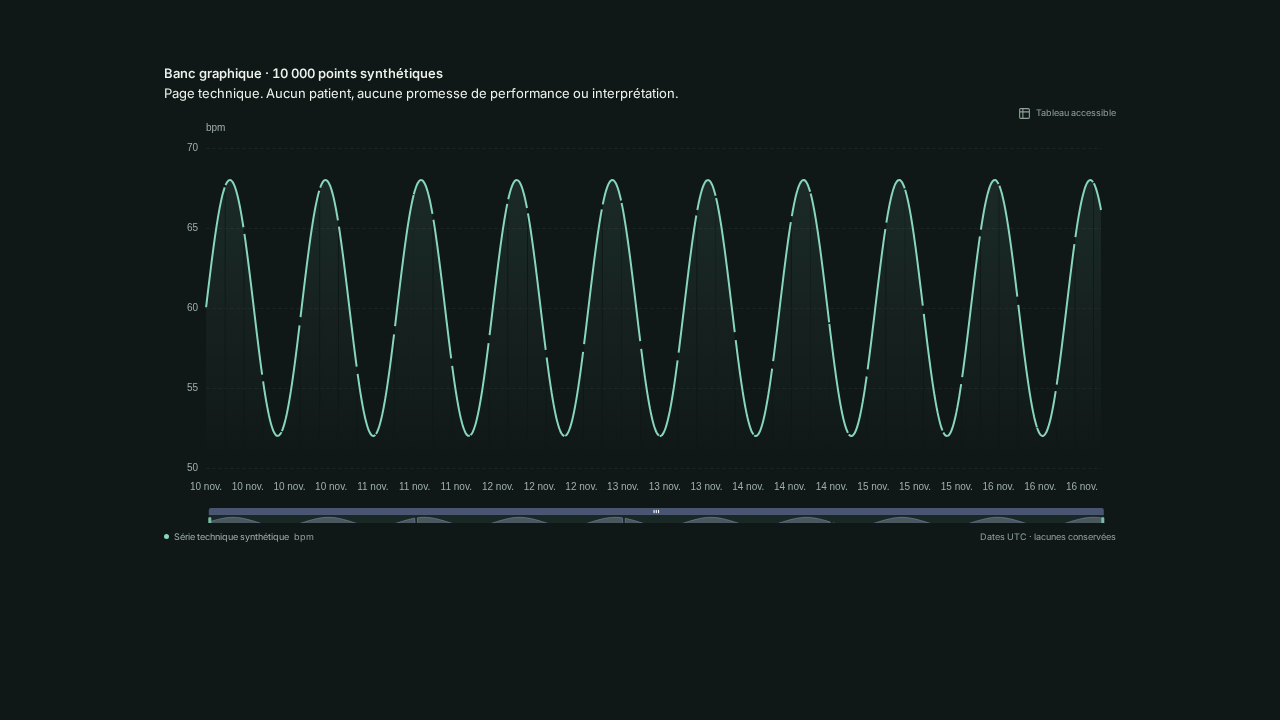 Banc graphique · 10 000 points synthétiques
Page technique. Aucun patient, aucune promesse de performance ou interprétation.
Tableau accessible
bpm
70
65
60
55
50
10 nov. 10 nov. 10 nov. 10 nov. 11 nov. 11 nov. 11 nov. 12 nov. 12 nov. 12 nov. 13 nov. 13 nov. 13 nov. 14 nov. 14 nov. 14 nov. 15 nov. 15 nov. 15 nov. 16 nov. 16 nov. 16 nov.
Série technique synthétique bpm
Dates UTC · lacunes conservées